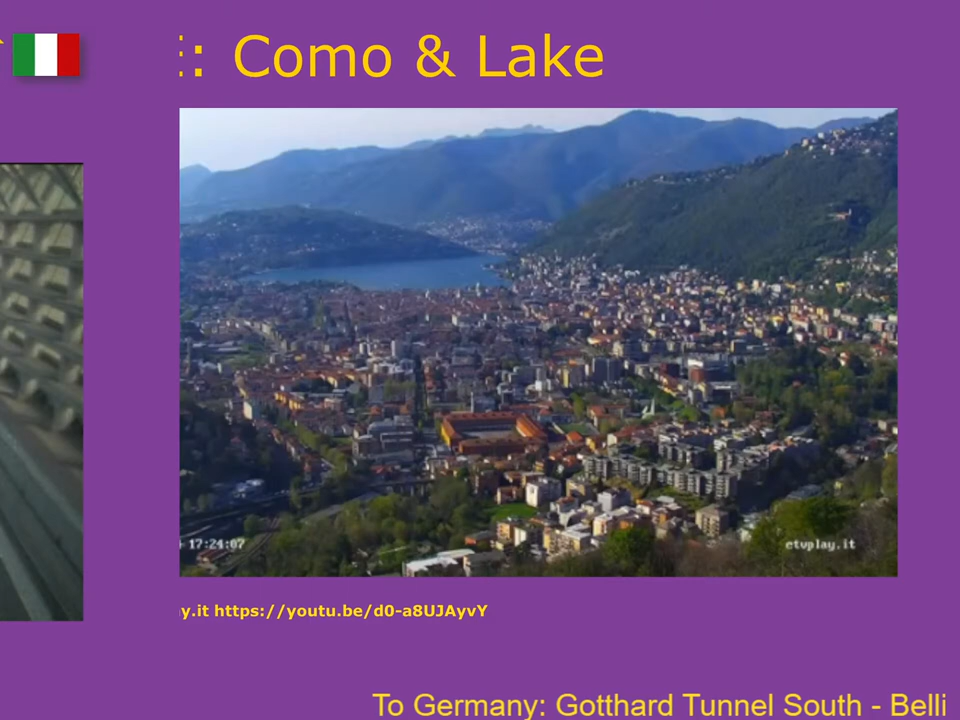 : Como & Lake
17:24:07
etvplay.it
y.it https://youtu.be/d0-a8UJAyvY
To Germany: Gotthard Tunnel South - Belli